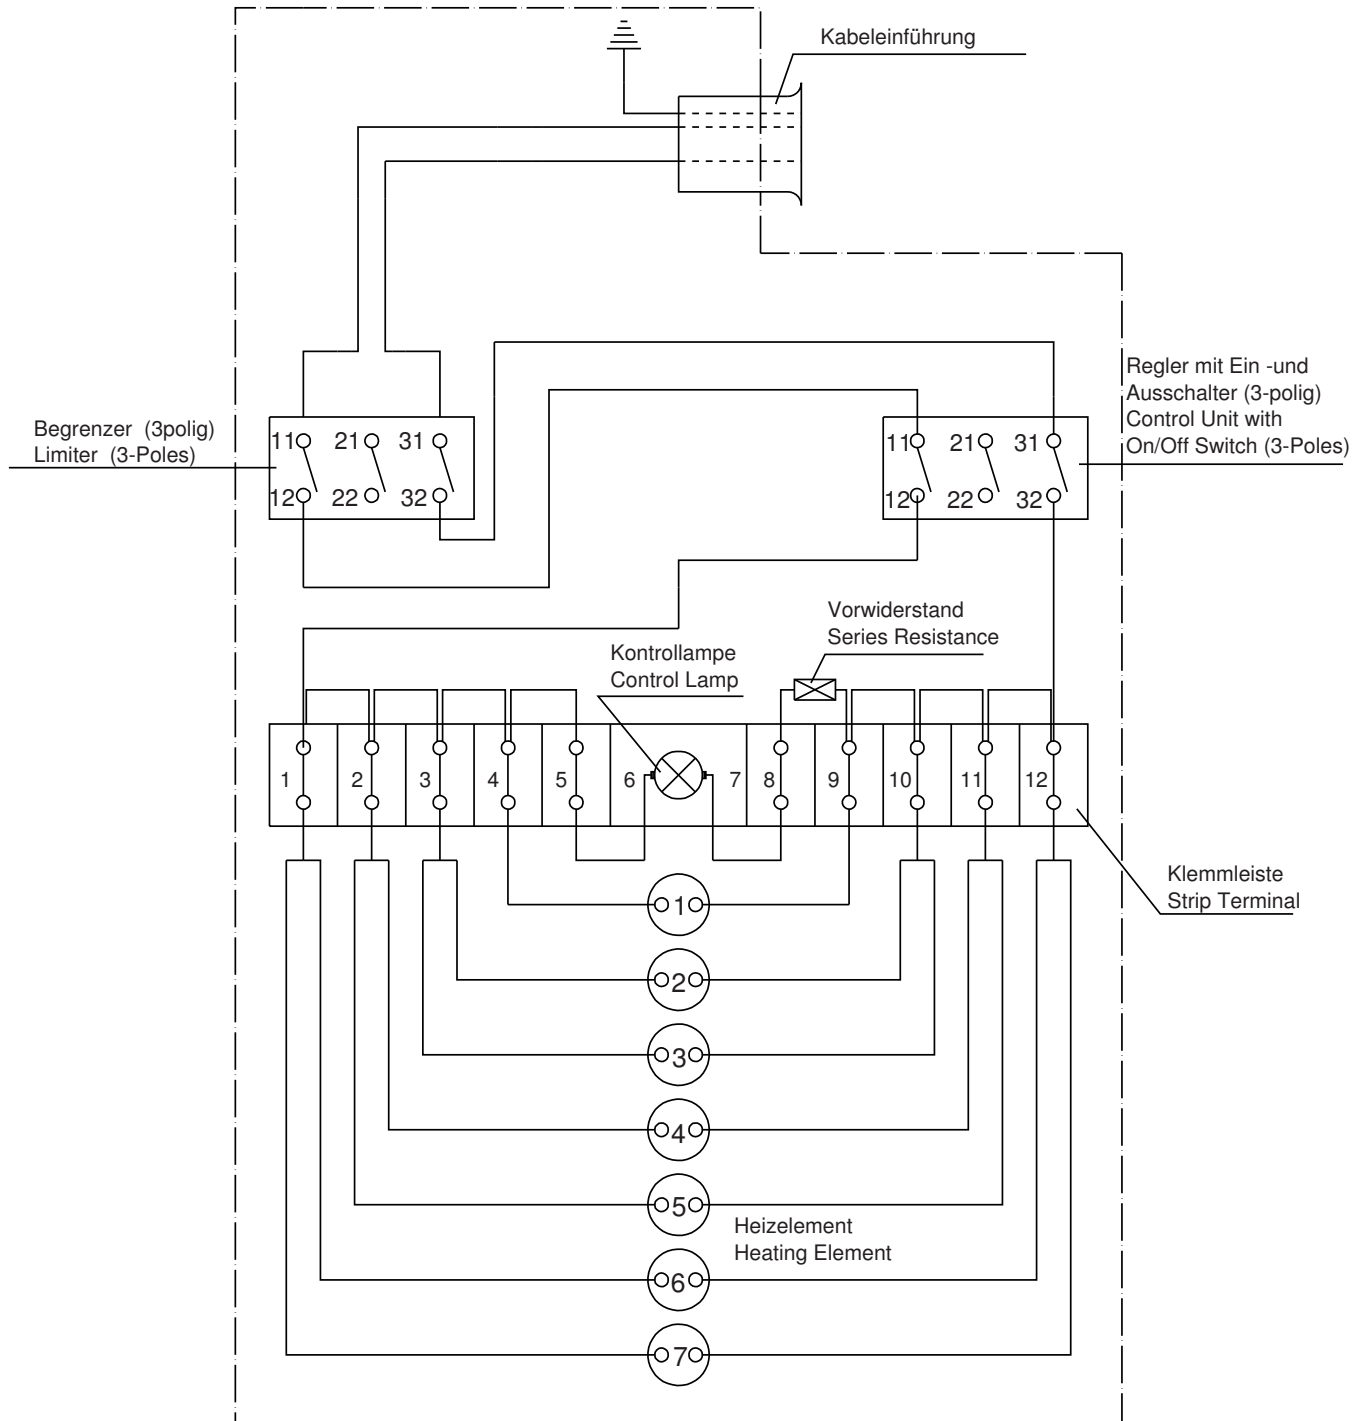 Kabeleinführung
Regler mit Ein -und
Ausschalter (3-polig)
Control Unit with
On/Off Switch (3-Poles)
Begrenzer (3polig)
Limiter (3-Poles)
11 21 31
12 22 32
11 21 31
12 22 32
Vorwiderstand
Series Resistance
Kontrollampe
Control Lamp
1 2 3 4 5 6 7 8 9 10 11 12
Klemmleiste
Strip Terminal
1
2
3
4
5
Heizelement
Heating Element
6
7